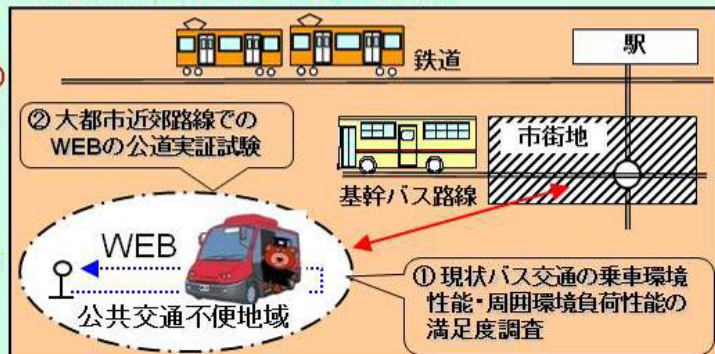 駅
鉄道
② 大都市近郊路線での
WEBの公道実証試験
市街地
基幹バス路線
WEB
公共交通不便地域
① 現状バス交通の乗車環境
性能・周囲環境負荷性能の
満足度調査